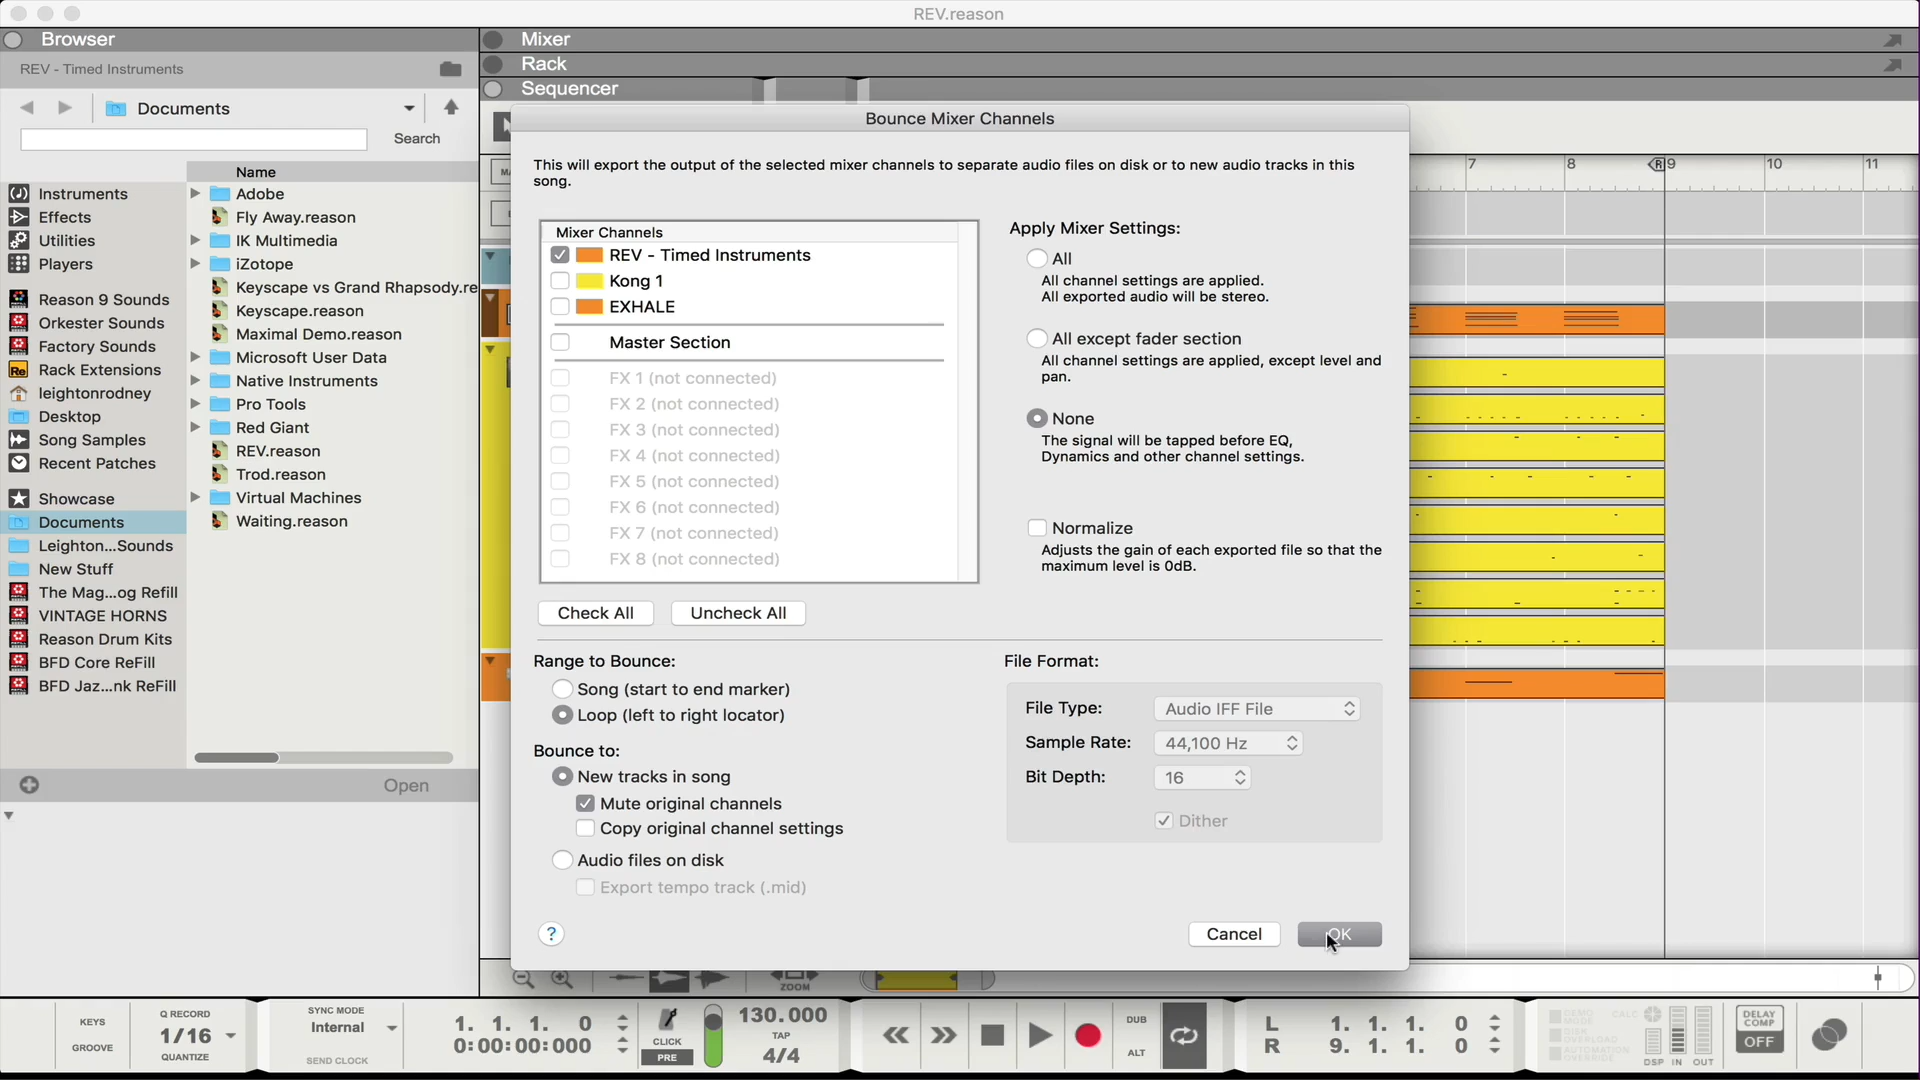 REV.reason
Browser
REV - Timed Instruments
Documents
Search
Name
Instruments
Effects
Utilities
Players
Reason 9 Sounds
Orkester Sounds
Factory Sounds
Rack Extensions
leightonrodney
Desktop
Song Samples
Recent Patches
Showcase
Documents
Leighton...Sounds
New Stuff
The Mag...og Refill
VINTAGE HORNS
Reason Drum Kits
BFD Core ReFill
BFD Jaz...nk ReFill
Adobe
Fly Away.reason
IK Multimedia
iZotope
Keyscape vs Grand Rhapsody.re
Keyscape.reason
Maximal Demo.reason
Microsoft User Data
Native Instruments
Pro Tools
Red Giant
REV.reason
Trod.reason
Virtual Machines
Waiting.reason
Open
Mixer
Rack
Sequencer
7 8 R 9 10 11
Bounce Mixer Channels
This will export the output of the selected mixer channels to separate audio files on disk or to new audio tracks in this
song.
Mixer Channels
REV - Timed Instruments
Kong 1
EXHALE
Master Section
FX 1 (not connected)
FX 2 (not connected)
FX 3 (not connected)
FX 4 (not connected)
FX 5 (not connected)
FX 6 (not connected)
FX 7 (not connected)
FX 8 (not connected)
Check All
Uncheck All
Apply Mixer Settings:
All
All channel settings are applied.
All exported audio will be stereo.
All except fader section
All channel settings are applied, except level and
pan.
None
The signal will be tapped before EQ,
Dynamics and other channel settings.
Normalize
Adjusts the gain of each exported file so that the
maximum level is 0dB.
Range to Bounce:
Song (start to end marker)
Loop (left to right locator)
Bounce to:
New tracks in song
Mute original channels
Copy original channel settings
Audio files on disk
Export tempo track (.mid)
File Format:
File Type: Audio IFF File
Sample Rate: 44,100 Hz
Bit Depth: 16
Dither
?
Cancel
OK
ZOOM
KEYS
GROOVE
Q RECORD
1/16
QUANTIZE
SYNC MODE
Internal
SEND CLOCK
1. 1. 1. 0
0:00:00:000
CLICK
PRE
130.000
TAP
4/4
DUB
ALT
L 1. 1. 1. 0
R 9. 1. 1. 0
CALC
DSP IN OUT
DELAY
COMP
OFF